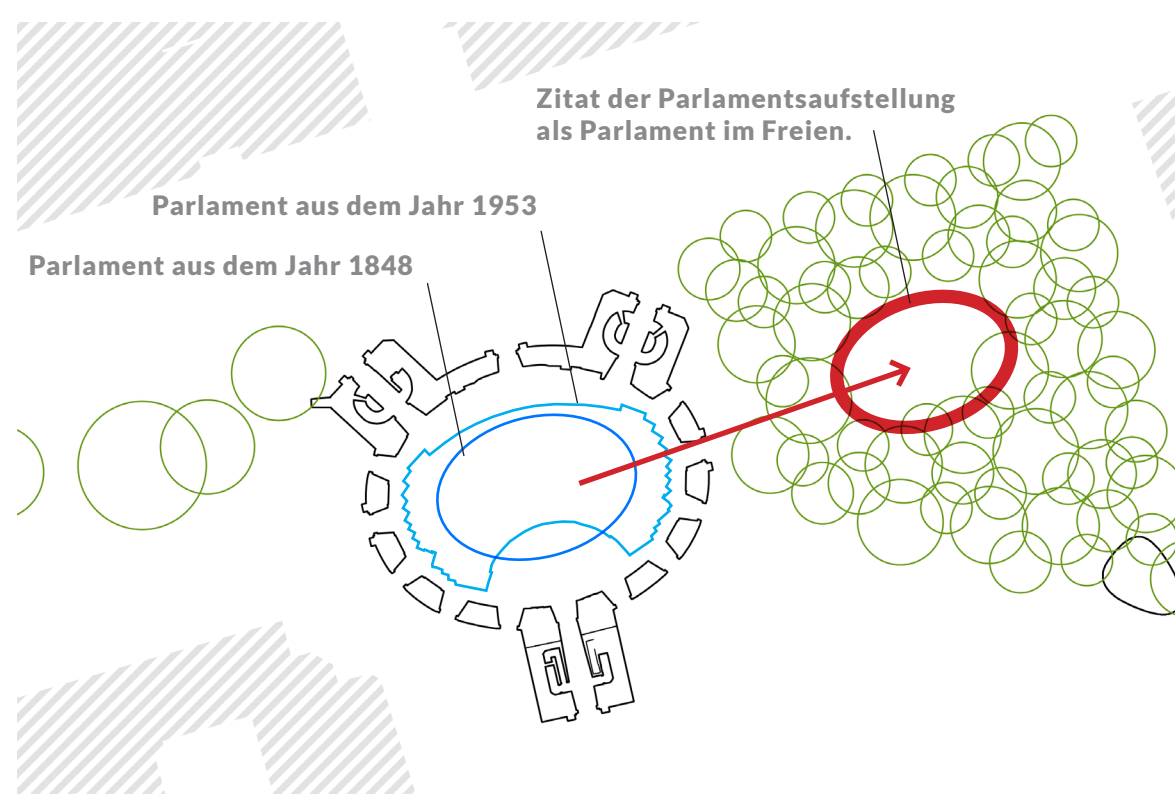 Zitat der Parlamentsaufstellung
als Parlament im Freien.
Parlament aus dem Jahr 1953
Parlament aus dem Jahr 1848